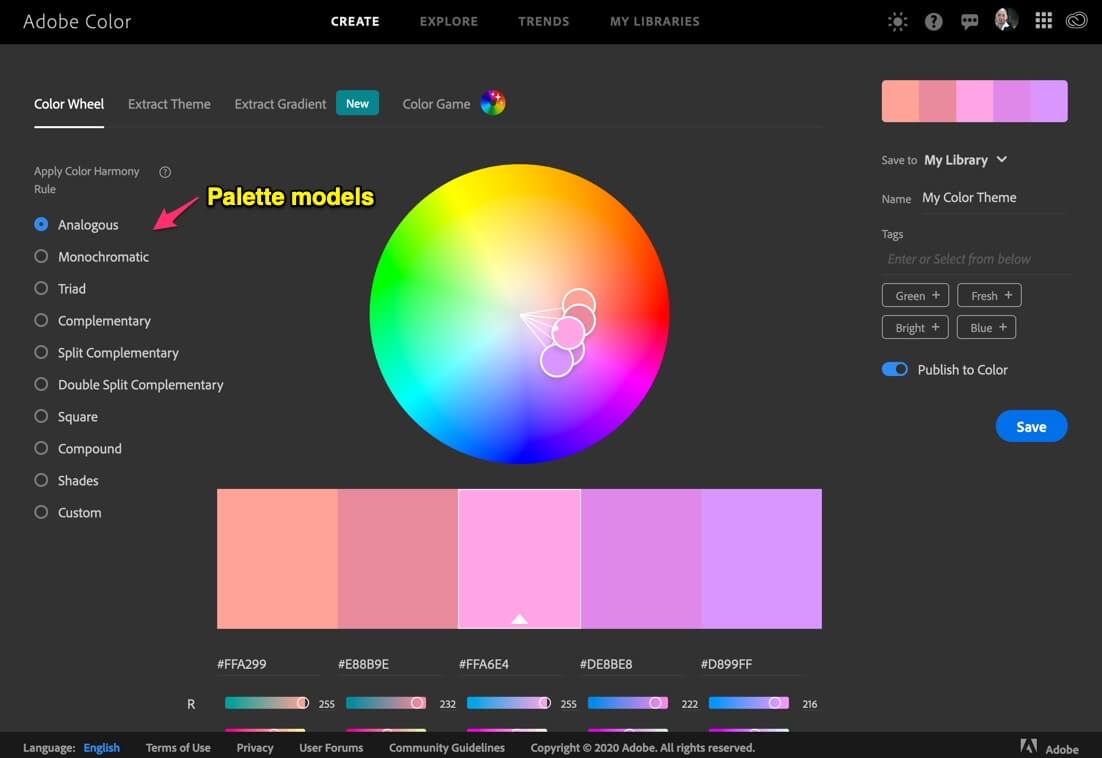 Adobe Color
CREATE EXPLORE TRENDS MY LIBRARIES
Color Wheel Extract Theme Extract Gradient New Color Game
Apply Color Harmony
Rule
Palette models
Analogous
Monochromatic
Triad
Complementary
Split Complementary
Double Split Complementary
Square
Compound
Shades
Custom
Save to My Library
Name My Color Theme
Tags
Enter or Select from below
Green + Fresh +
Bright + Blue +
Publish to Color
Save
#FFA299 #E88B9E #FFA6E4 #DE8BE8 #D899FF
R 255 232 255 222 216
Language: English Terms of Use Privacy User Forums Community Guidelines Copyright © 2020 Adobe. All rights reserved. Adobe